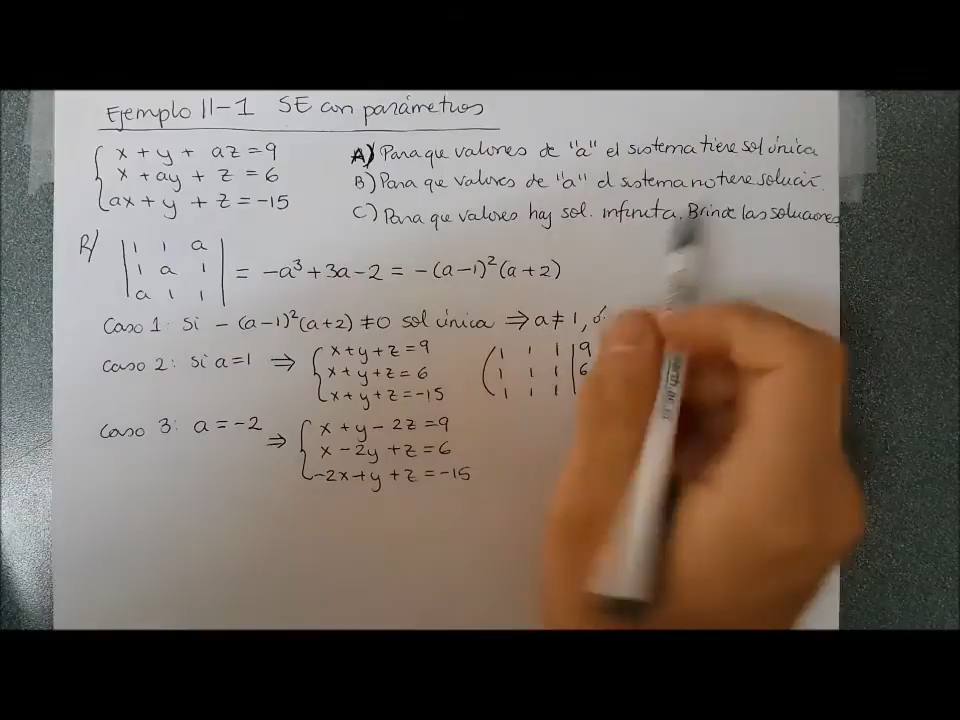 Ejemplo II-1 SE con parámetros
x + y + az = 9
x + ay + z = 6
ax + y + z = -15
A) Para que valores de "a" el sistema tiene sol única
B) Para que valores de "a" el sistema no tiene solución.
C) Para que valores hay sol. infinita. Brinde las soluciones
R/ | 1 1 a |
| 1 a 1 | = -a³ + 3a - 2 = -(a-1)²(a+2)
| a 1 1 |
Caso 1: Si -(a-1)²(a+2) ≠ 0 sol única ⇒ a ≠ 1,
Caso 2: si a=1 ⇒ { x+y+z=9 ( 1 1 1 | 9
x+y+z=6 1 1 1 | 6
x+y+z=-15 1 1 1 |
Caso 3: a=-2 ⇒ { x + y - 2z = 9
x - 2y + z = 6
-2x + y + z = -15